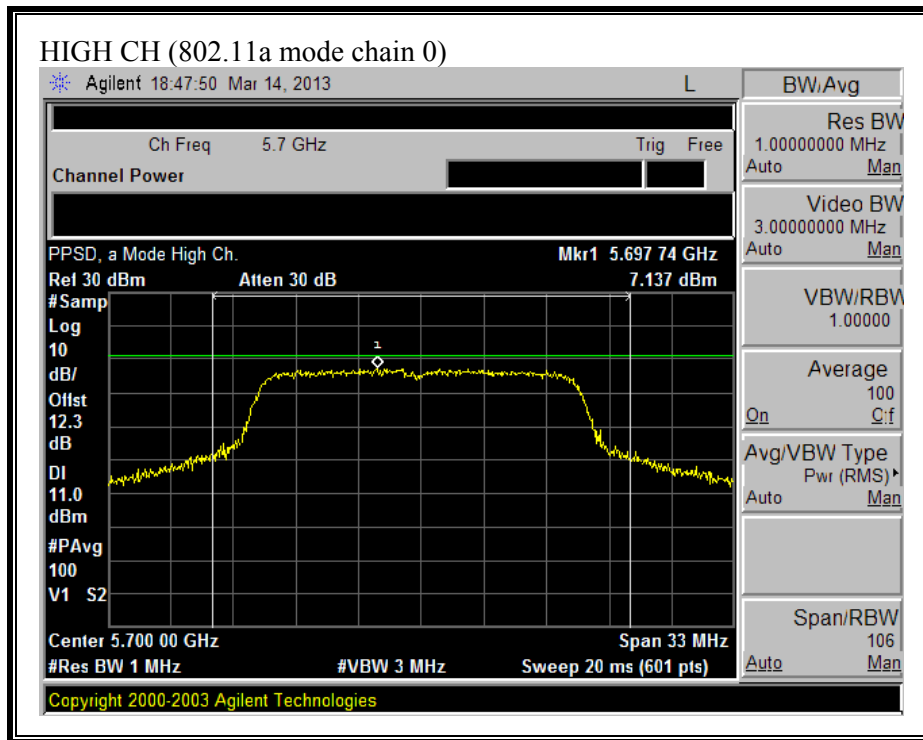 HIGH CH (802.11a mode chain 0)
Agilent 18:47:50 Mar 14, 2013 L
BW/Avg
Ch Freq 5.7 GHz Trig Free
Channel Power
Res BW
1.00000000 MHz
Auto Man
Video BW
3.00000000 MHz
Auto Man
VBW/RBW
1.00000
Average
100
On Off
Avg/VBW Type
Pwr (RMS)
Auto Man
Span/RBW
106
Auto Man
PPSD, a Mode High Ch. Mkr1 5.697 74 GHz
Ref 30 dBm Atten 30 dB 7.137 dBm
#Samp
Log
10
dB/
Offst
12.3
dB
DI
11.0
dBm
#PAvg
100
V1 S2
1
Center 5.700 00 GHz Span 33 MHz
#Res BW 1 MHz #VBW 3 MHz Sweep 20 ms (601 pts)
Copyright 2000-2003 Agilent Technologies